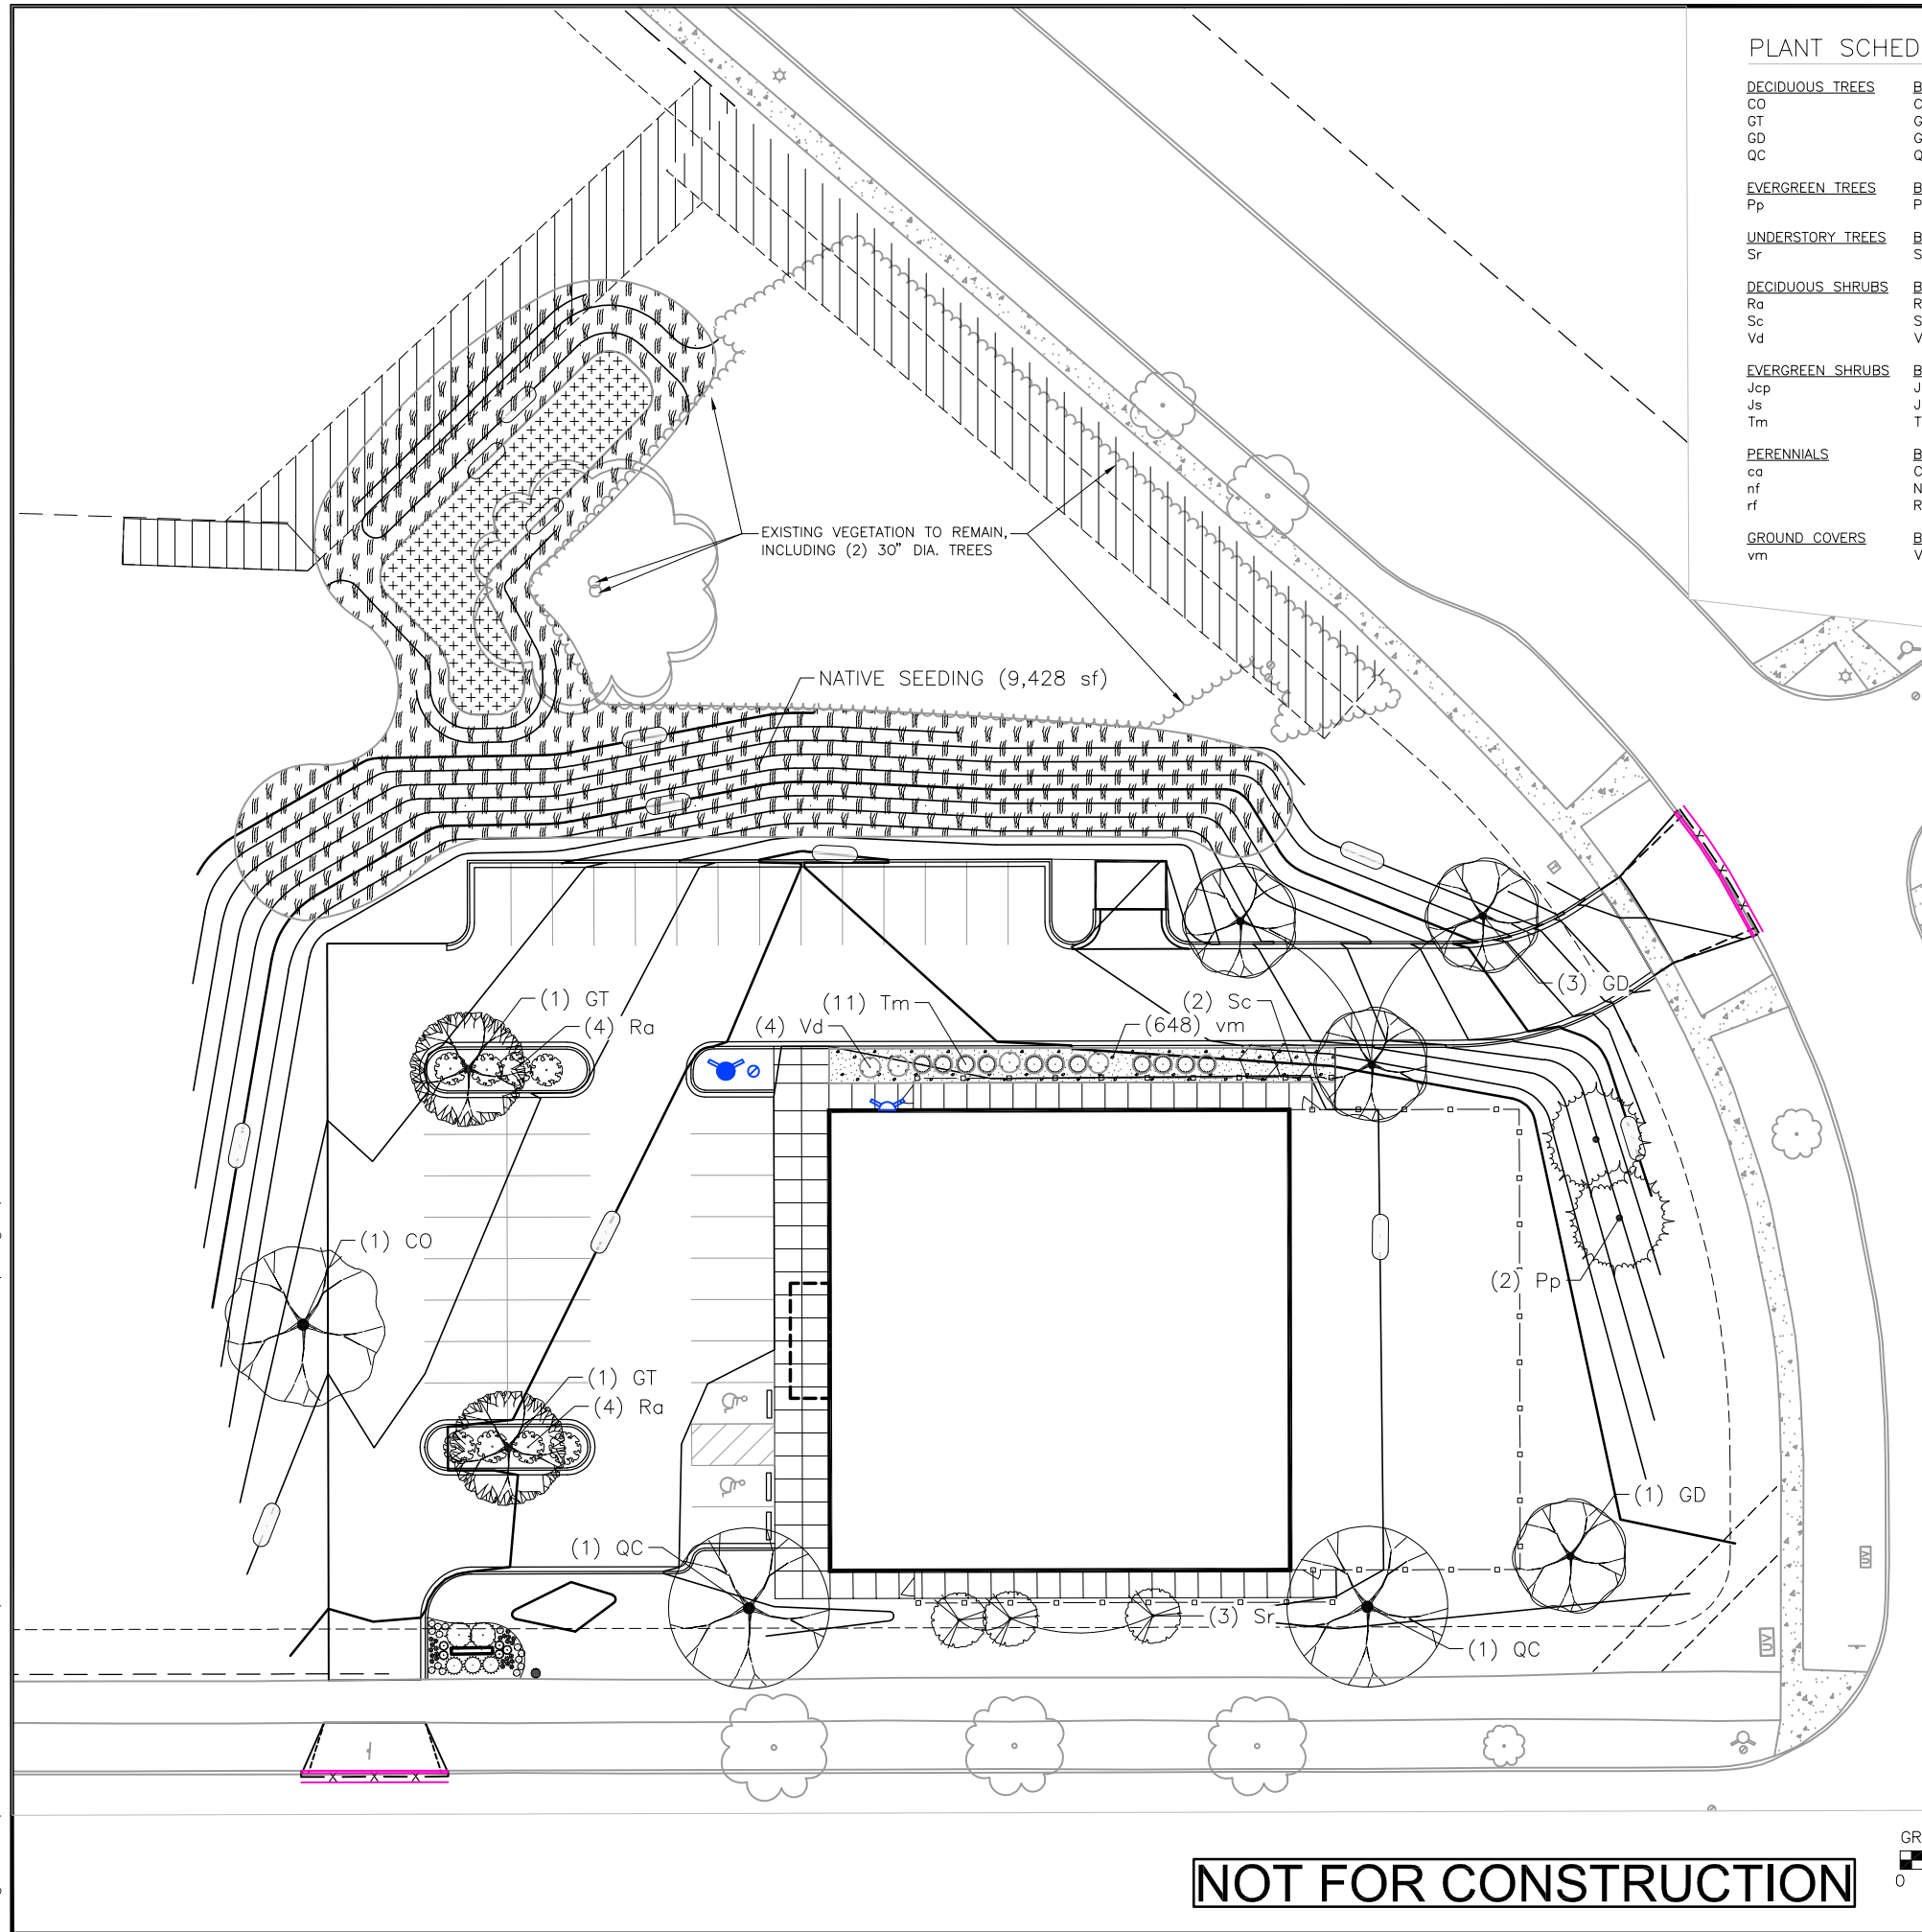 PLANT SCHED
DECIDUOUS TREES B
CO C
GT G
GD G
QC Q
EVERGREEN TREES B
Pp P
UNDERSTORY TREES B
Sr S
DECIDUOUS SHRUBS B
Ra R
Sc S
Vd V
EVERGREEN SHRUBS B
Jcp J
Js J
Tm T
PERENNIALS B
ca C
nf N
rf R
GROUND COVERS B
vm V
EXISTING VEGETATION TO REMAIN,
INCLUDING (2) 30" DIA. TREES
NATIVE SEEDING (9,428 sf)
(3) GD
(1) GT
(4) Ra
(11) Tm
(4) Vd
(2) Sc
(648) vm
(1) CO
(2) Pp
(1) GT
(4) Ra
(1) GD
(1) QC
(3) Sr
(1) QC
UV
UV
GR
0
NOT FOR CONSTRUCTION